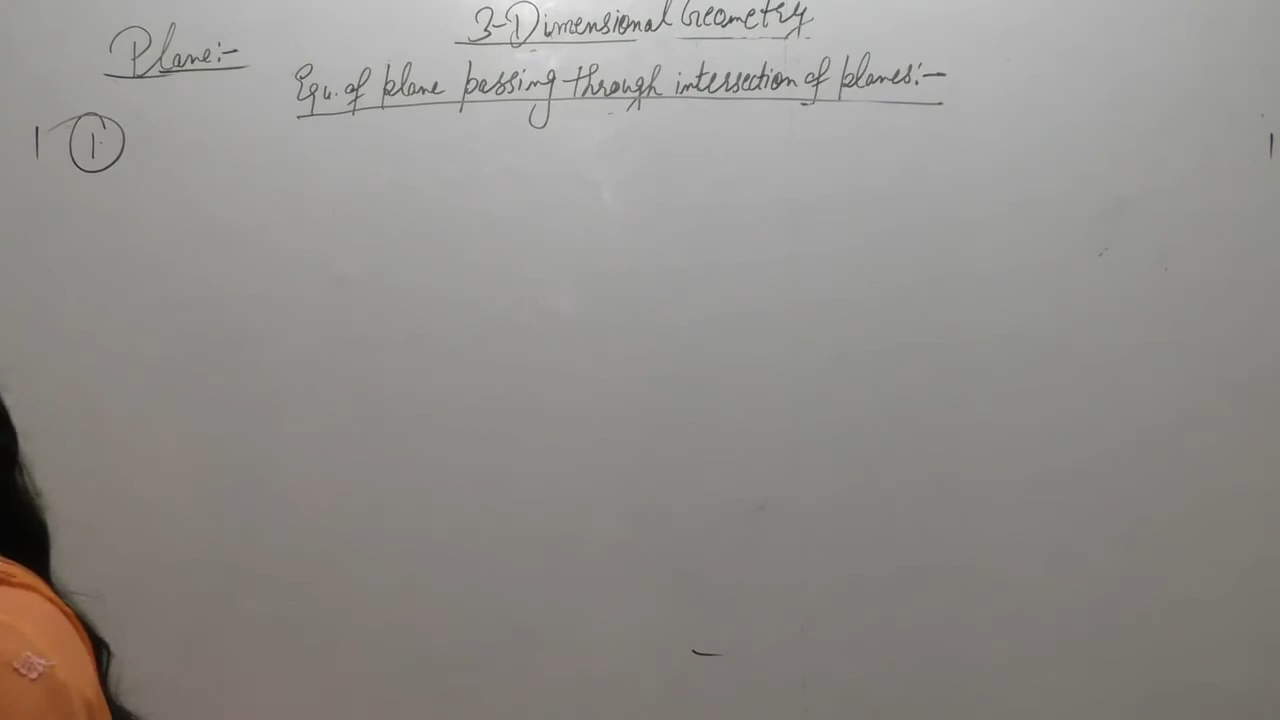 3-Dimensional Geometry
Plane:-
Equ. of plane passing through intersection of planes:-
1